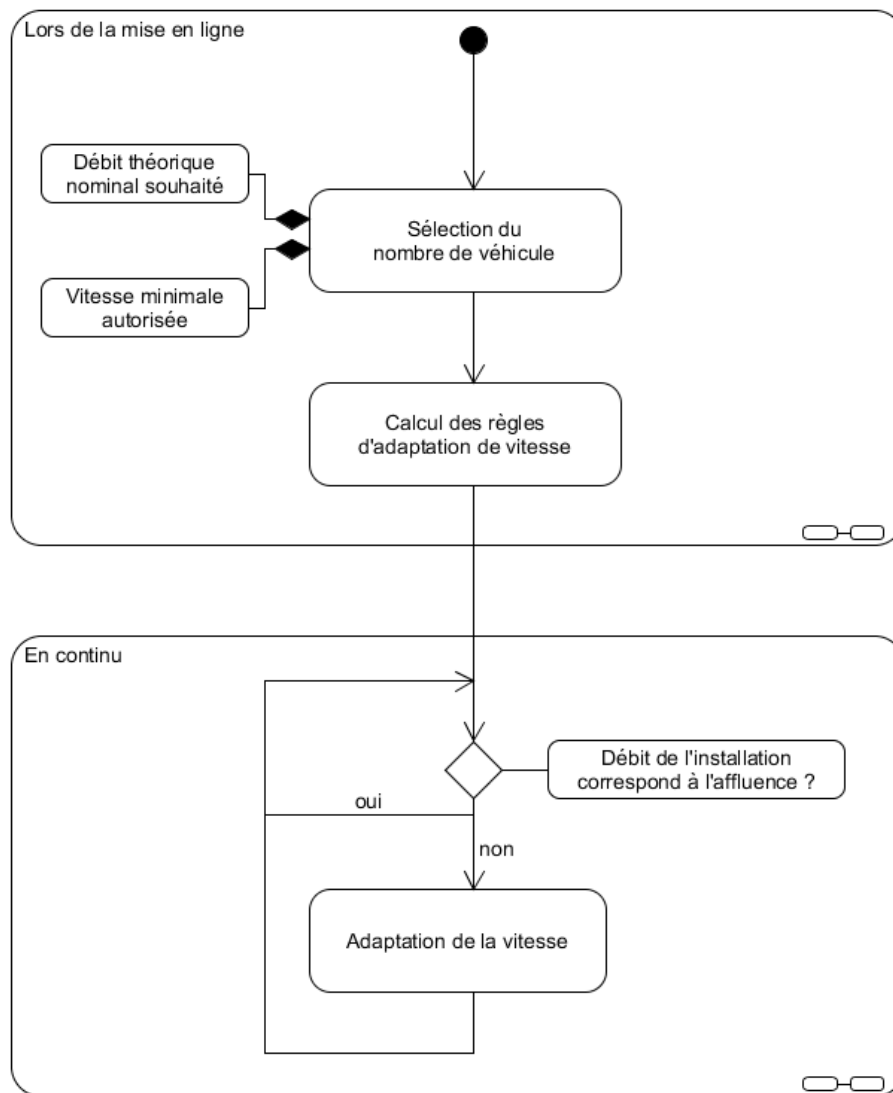 Lors de la mise en ligne
Débit théorique
nominal souhaité
Sélection du
nombre de véhicule
Vitesse minimale
autorisée
Calcul des règles
d'adaptation de vitesse
En continu
Débit de l'installation
correspond à l'affluence ?
oui
non
Adaptation de la vitesse